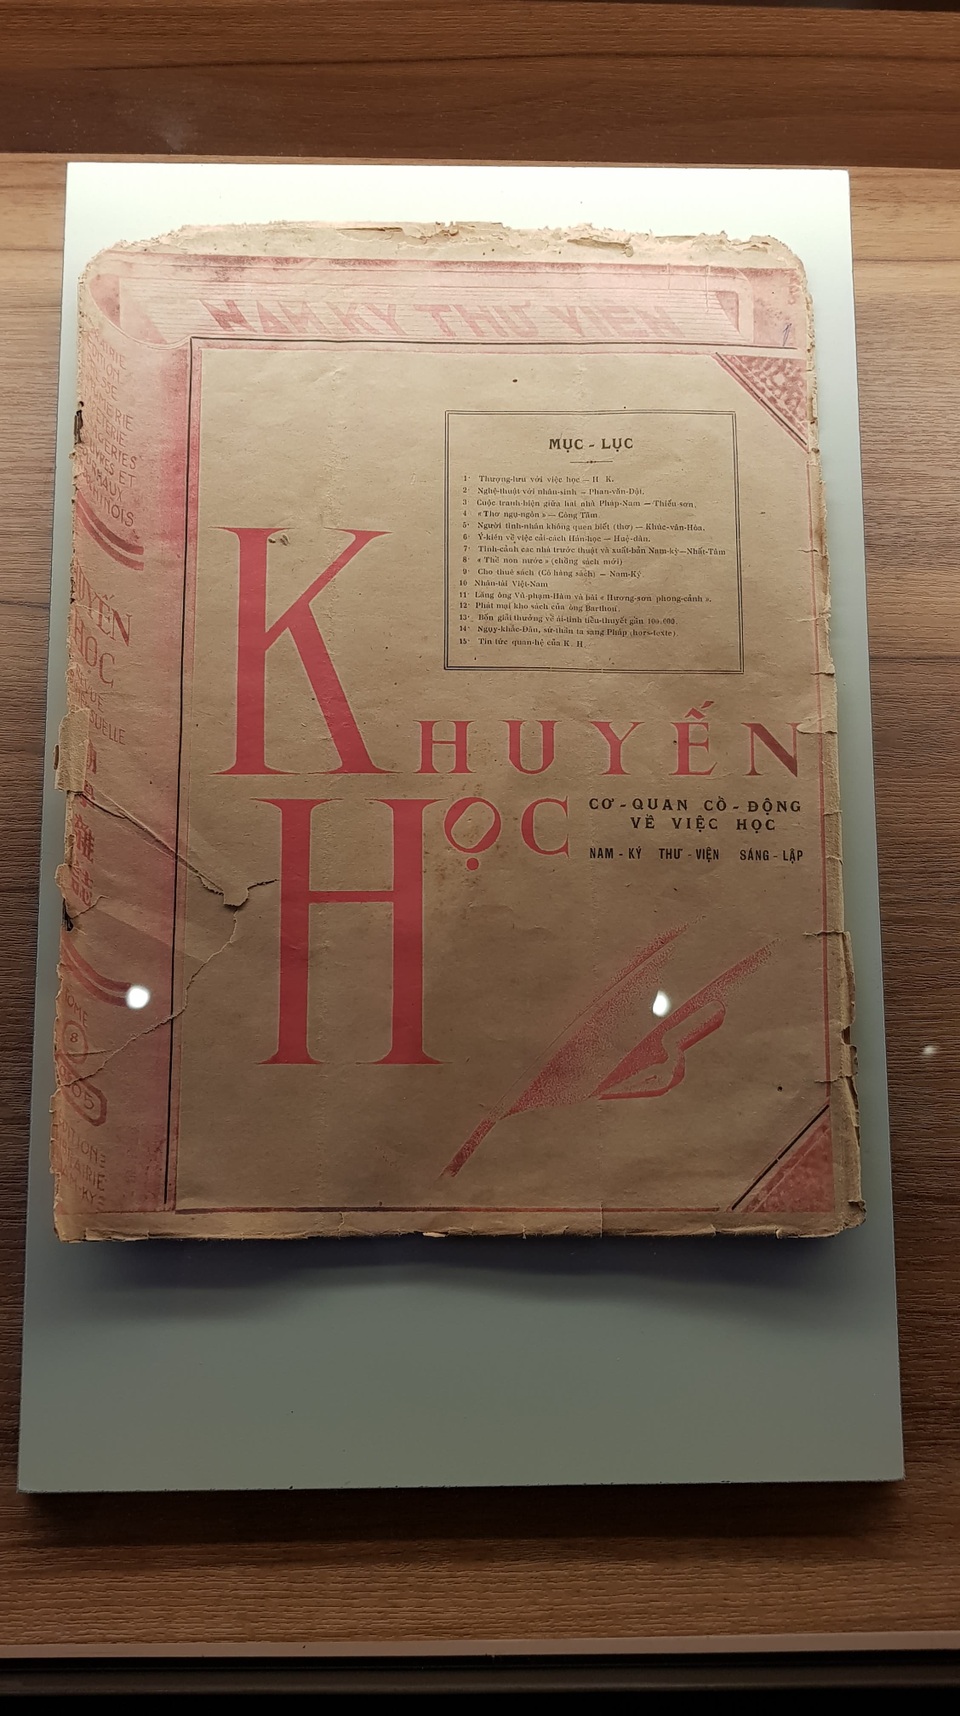 NAM KỲ THƯ VIỆN
MỤC - LỤC
1· Thượng-lưu với việc học — H K.
2· Nghệ-thuật với nhân-sinh — Phan-văn-Dật.
3 Cuộc tranh-biện giữa hai nhà Pháp-Nam — Thiếu-sơn.
4 « Thơ ngụ-ngôn » — Công Tâm.
5· Người tình-nhân không quen biết (thơ) — Khúc-văn-Hòa.
6· Ý-kiến về việc cải-cách Hán-học — Huệ-dân.
7· Tình-cảnh các nhà trước thuật và xuất-bản Nam-kỳ—Nhất-Tâm
8· « Thề non nước » (chũng sách mới)
9· Cho thuê sách (Cô hàng sách) — Nam-Kỳ
10 Nhân-tài Việt-Nam
11· Lăng ông Vũ-phạm-Hàm và bài « Hương-sơn phong-cảnh ».
12· Phát mại kho sách của ông Barthou
13· Bốn giải thưởng về ái-tình tiểu-thuyết gần 100.000.
14· Ngụy-khắc-Đản, sứ-thần ta sang Pháp (hors-texte)
15· Tin tức quan-hệ của K. H.
KHUYẾN
HỌC
CƠ-QUAN CỔ-ĐỘNG
VỀ VIỆC HỌC
NAM-KỲ THƯ-VIỆN SÁNG-LẬP
HỌC
TOME
8